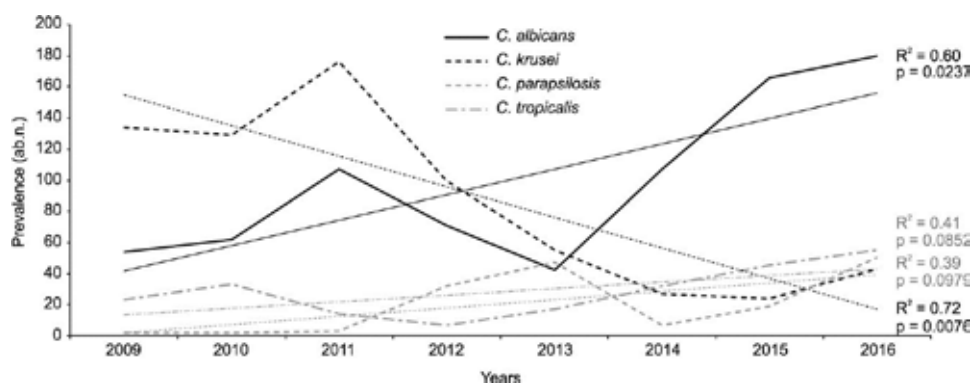 200
180
160
140
120
100
80
60
40
20
0
Prevalence (ab.n.)
C. albicans
C. krusei
C. parapsilosis
C. tropicalis
R² = 0.60
p = 0.0237
R² = 0.41
p = 0.0852
R² = 0.39
p = 0.0979
R² = 0.72
p = 0.0076
2009 2010 2011 2012 2013 2014 2015 2016
Years